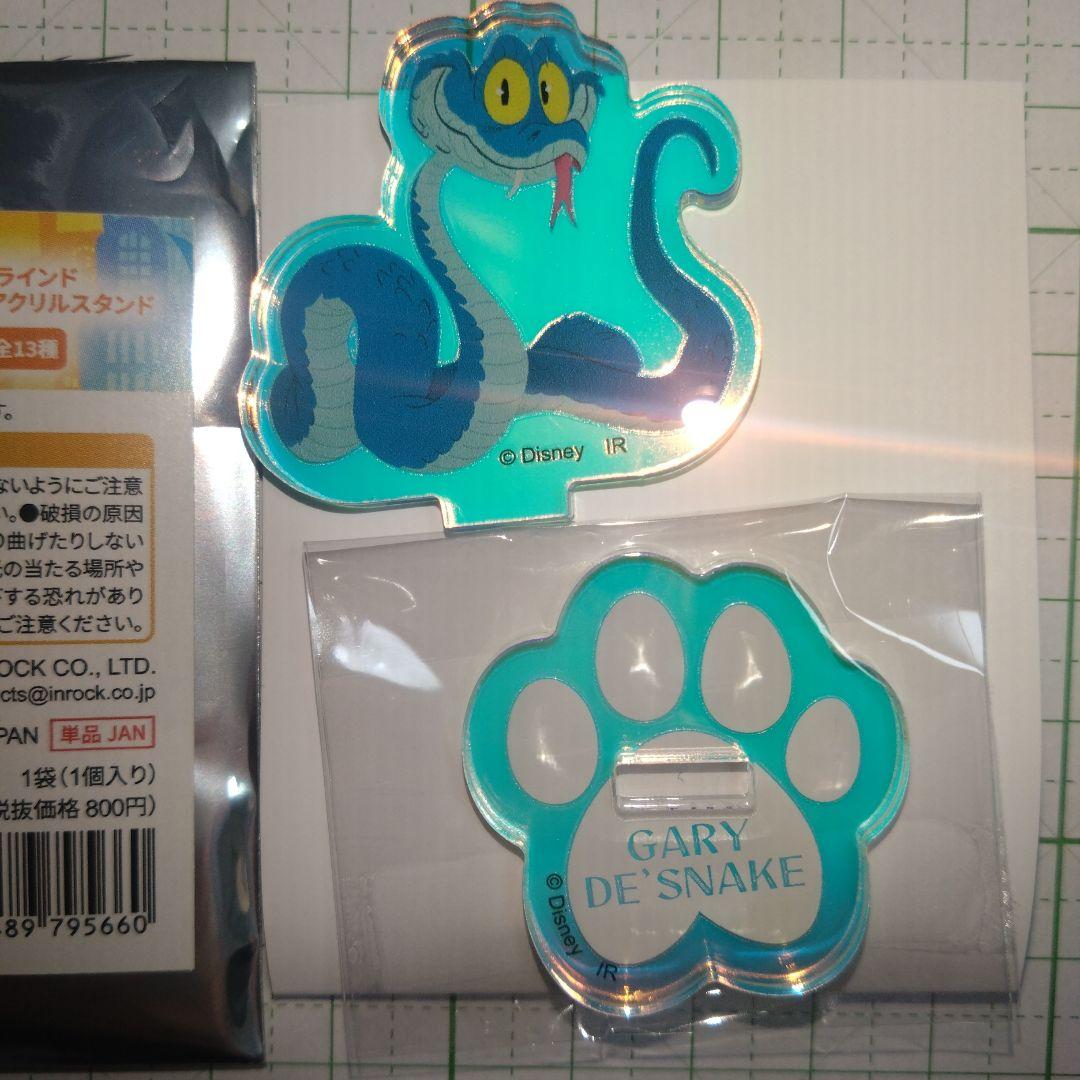 ラインド
アクリルスタンド
全13種
す。
ないようにご注意
い。●破損の原因
り曲げたりしない
光の当たる場所や
下する恐れがあり
ご注意ください。
ROCK CO., LTD.
cts@inrock.co.jp
PAN 単品 JAN
1袋(1個入り)
税抜価格 800円)
489 795660
© Disney IR
GARY
DE'SNAKE
© Disney IR